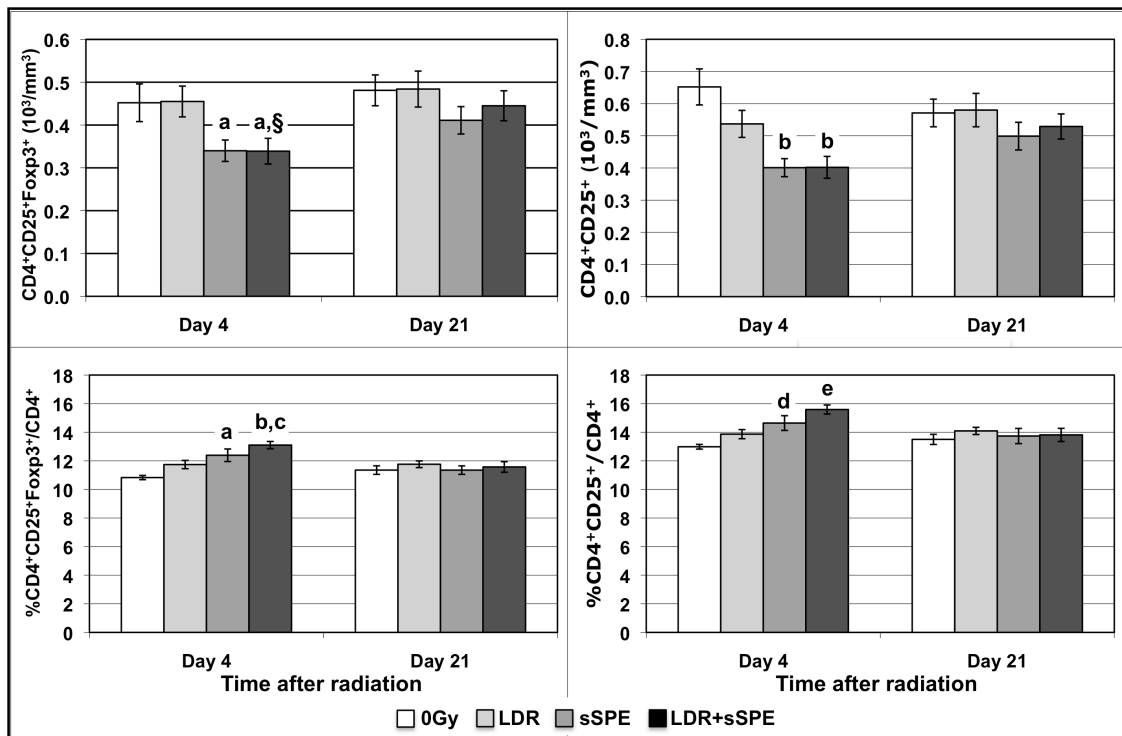 CD4⁺CD25⁺Foxp3⁺ (10³/mm³)
0.6
0.5
0.4
0.3
0.2
0.1
0.0
a
a,§
Day 4
Day 21
CD4⁺CD25⁺ (10³/mm³)
0.8
0.7
0.6
0.5
0.4
0.3
0.2
0.1
0.0
b
b
Day 4
Day 21
%CD4⁺CD25⁺Foxp3⁺/CD4⁺
18
16
14
12
10
8
6
4
2
0
a
b,c
Day 4
Day 21
Time after radiation
%CD4⁺CD25⁺/CD4⁺
18
16
14
12
10
8
6
4
2
0
d
e
Day 4
Day 21
Time after radiation
0Gy LDR sSPE LDR+sSPE